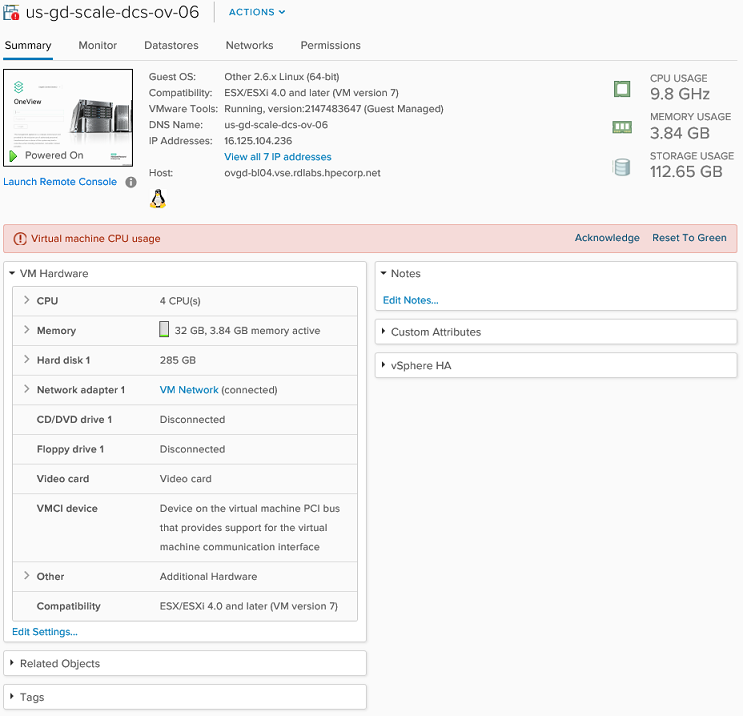 us-gd-scale-dcs-ov-06
ACTIONS
Summary Monitor Datastores Networks Permissions
OneView
Powered On
Launch Remote Console
Guest OS: Other 2.6.x Linux (64-bit)
Compatibility: ESX/ESXi 4.0 and later (VM version 7)
VMware Tools: Running, version:2147483647 (Guest Managed)
DNS Name: us-gd-scale-dcs-ov-06
IP Addresses: 16.125.104.236
View all 7 IP addresses
Host: ovgd-bl04.vse.rdlabs.hpecorp.net
CPU USAGE
9.8 GHz
MEMORY USAGE
3.84 GB
STORAGE USAGE
112.65 GB
Virtual machine CPU usage Acknowledge Reset To Green
VM Hardware
CPU 4 CPU(s)
Memory 32 GB, 3.84 GB memory active
Hard disk 1 285 GB
Network adapter 1 VM Network (connected)
CD/DVD drive 1 Disconnected
Floppy drive 1 Disconnected
Video card Video card
VMCI device Device on the virtual machine PCI bus
that provides support for the virtual
machine communication interface
Other Additional Hardware
Compatibility ESX/ESXi 4.0 and later (VM version 7)
Edit Settings...
Related Objects
Tags
Notes
Edit Notes...
Custom Attributes
vSphere HA